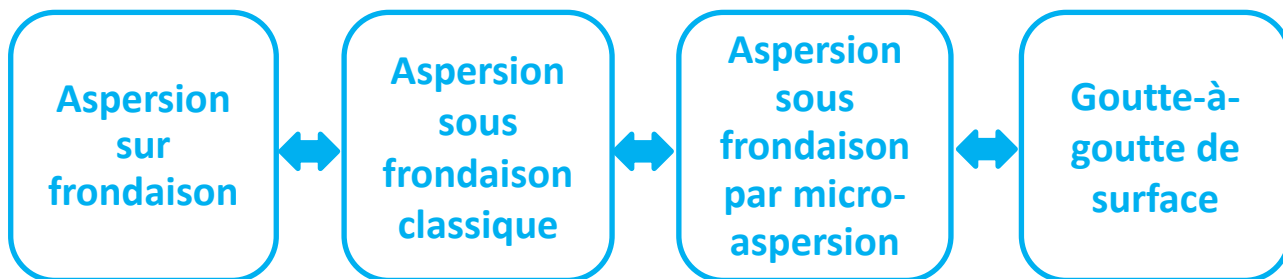 Aspersion
sur
frondaison
Aspersion
sous
frondaison
classique
Aspersion
sous
frondaison
par micro-
aspersion
Goutte-à-
goutte de
surface